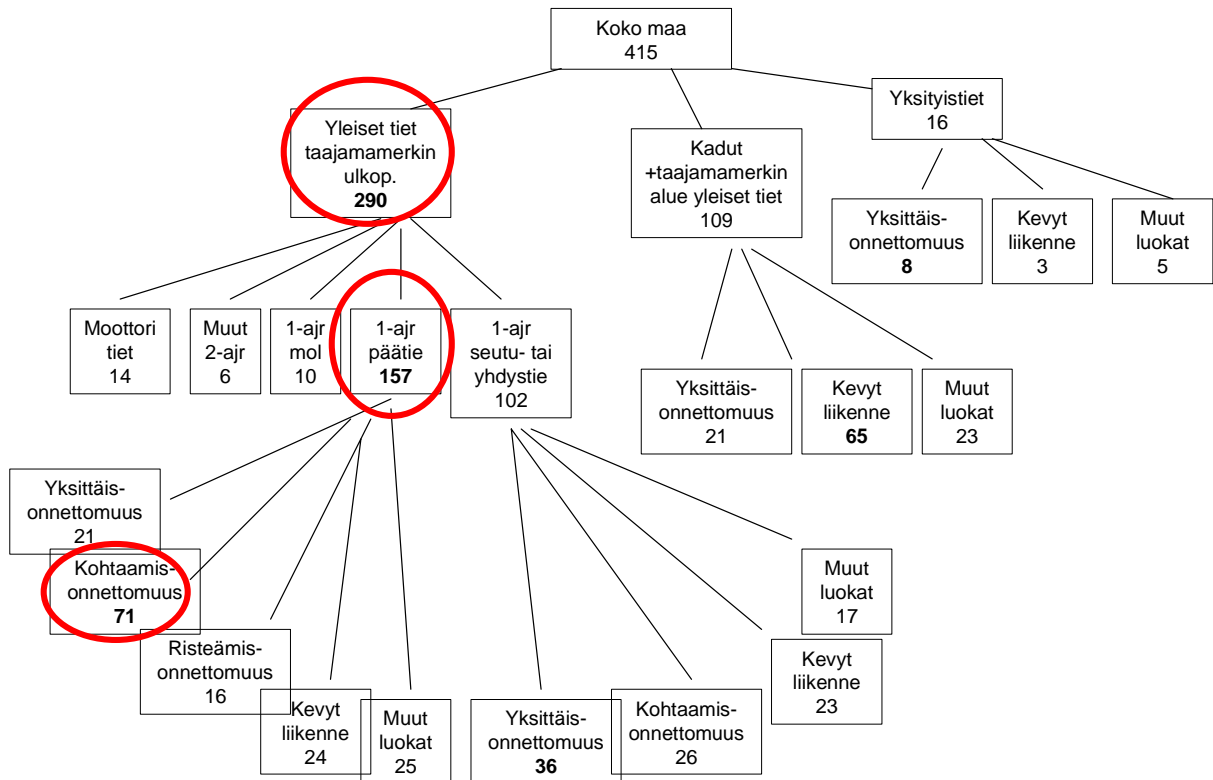 Koko maa
415
Yleiset tiet
taajamamerkin
ulkop.
290
Kadut
+taajamamerkin
alue yleiset tiet
109
Yksityistiet
16
Yksittäis-
onnettomuus
8
Kevyt
liikenne
3
Muut
luokat
5
Moottori
tiet
14
Muut
2-ajr
6
1-ajr
mol
10
1-ajr
päätie
157
1-ajr
seutu- tai
yhdystie
102
Yksittäis-
onnettomuus
21
Kevyt
liikenne
65
Muut
luokat
23
Yksittäis-
onnettomuus
21
Kohtaamis-
onnettomuus
71
Risteämis-
onnettomuus
16
Kevyt
liikenne
24
Muut
luokat
25
Yksittäis-
onnettomuus
36
Kohtaamis-
onnettomuus
26
Kevyt
liikenne
23
Muut
luokat
17